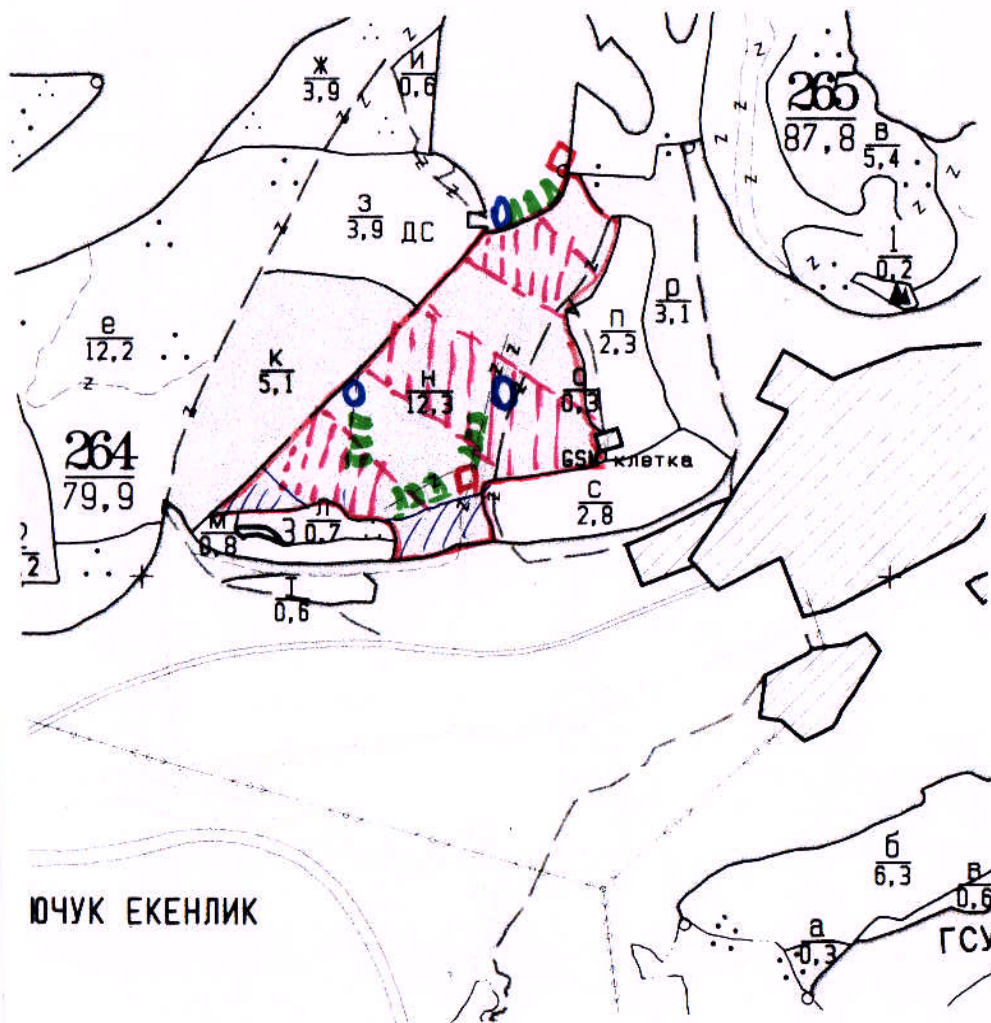 Ж
3,9
И
0,6
265
87,8
В
5,4
З
3,9
ДС
1
0,2
е
12,2
К
5,1
Н
12,3
П
2,3
Р
3,1
О
0,3
264
79,9
GSM клетка
С
2,8
М
0,8
З
Л
0,7
Т
0,6
б
6,3
ЮЧУК ЕКЕНЛИК
а
0,3
в
0,6
ГСУ